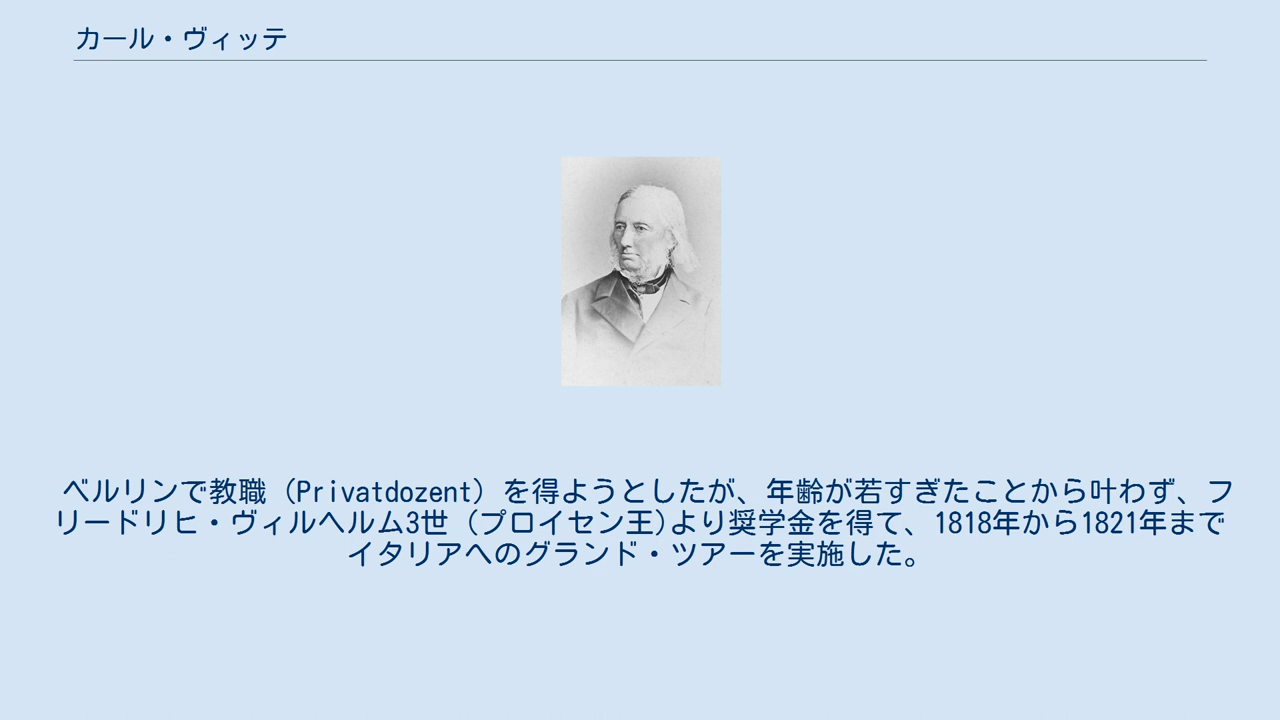 カール・ヴィッテ
ベルリンで教職（Privatdozent）を得ようとしたが、年齢が若すぎたことから叶わず、フ
リードリヒ・ヴィルヘルム3世 (プロイセン王)より奨学金を得て、1818年から1821年まで
イタリアへのグランド・ツアーを実施した。